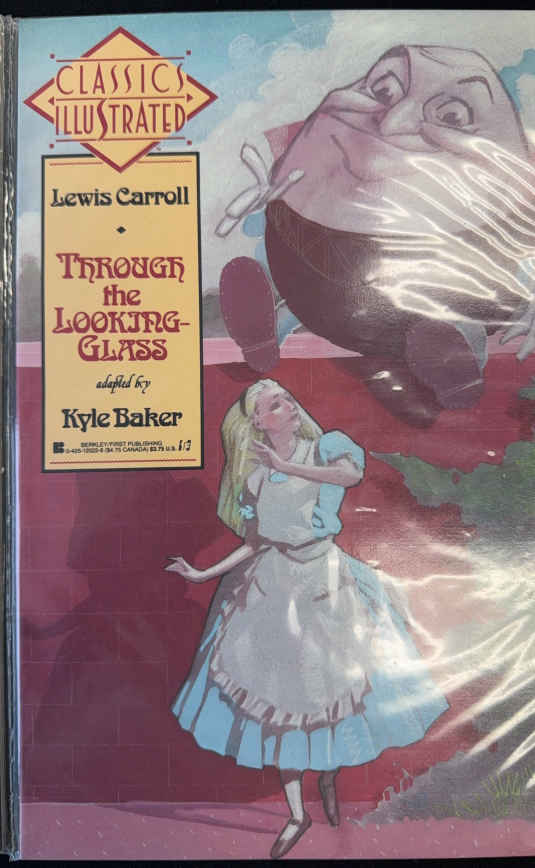 CLASSICS
ILLUSTRATED
Lewis Carroll
THROUGH
the
LOOKING-
GLASS
adapted by
Kyle Baker
BERKLEY/FIRST PUBLISHING
($4.75 CANADA) $3.75 U.S.